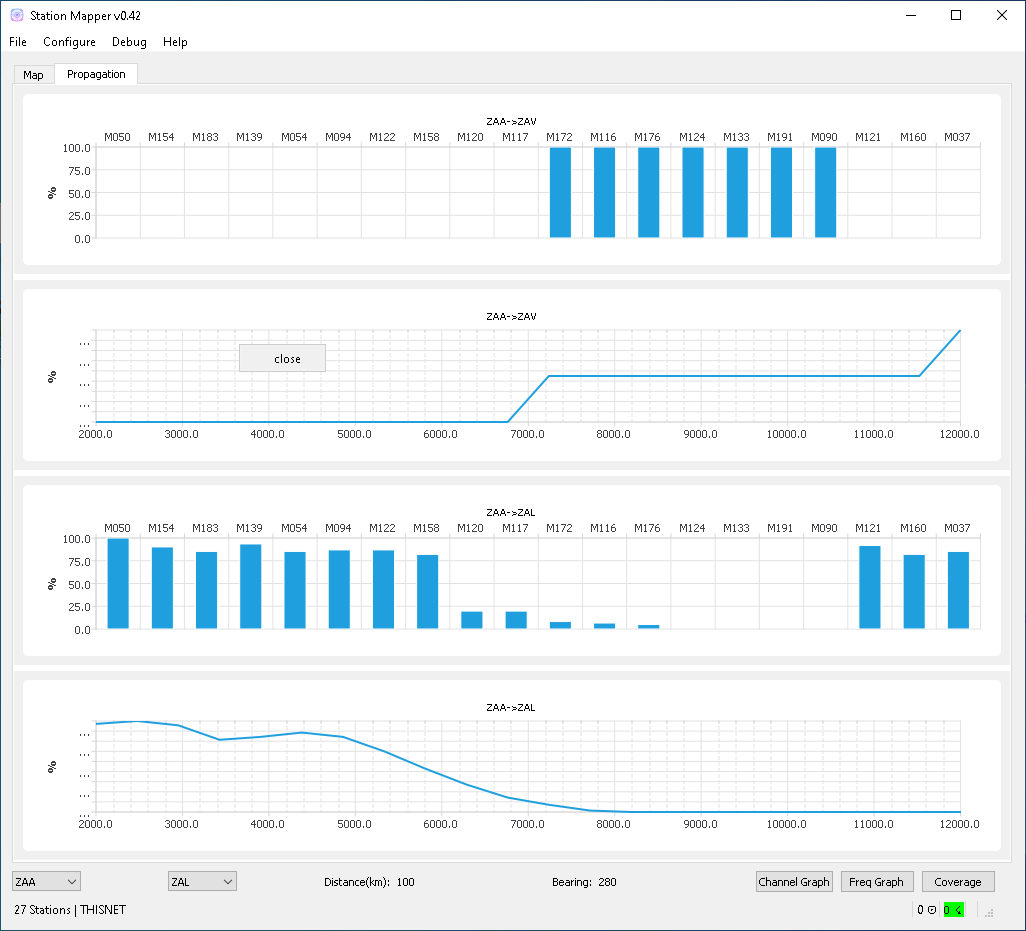 Station Mapper v0.42
File Configure Debug Help
Map Propagation
ZAA->ZAV
M050 M154 M183 M139 M054 M094 M122 M158 M120 M117 M172 M116 M176 M124 M133 M191 M090 M121 M160 M037
100.0
75.0
%
50.0
25.0
0.0
ZAA->ZAV
...
close
...
%
...
...
...
2000.0 3000.0 4000.0 5000.0 6000.0 7000.0 8000.0 9000.0 10000.0 11000.0 12000.0
ZAA->ZAL
M050 M154 M183 M139 M054 M094 M122 M158 M120 M117 M172 M116 M176 M124 M133 M191 M090 M121 M160 M037
100.0
75.0
%
50.0
25.0
0.0
ZAA->ZAL
...
...
%
...
...
...
2000.0 3000.0 4000.0 5000.0 6000.0 7000.0 8000.0 9000.0 10000.0 11000.0 12000.0
ZAA ZAL Distance(km): 100 Bearing: 280 Channel Graph Freq Graph Coverage
27 Stations | THISNET 0 ⊙ 0